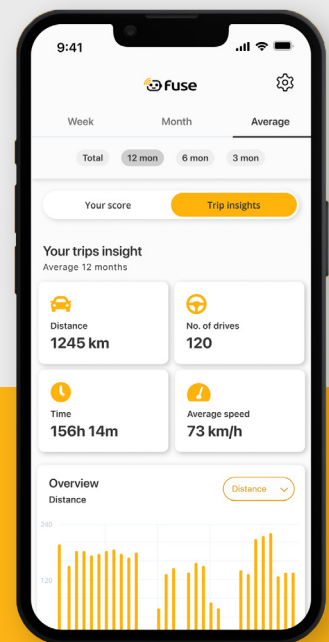 9:41
fuse
Week Month Average
Total 12 mon 6 mon 3 mon
Your score Trip insights
Your trips insight
Average 12 months
Distance
1245 km
No. of drives
120
Time
156h 14m
Average speed
73 km/h
Overview
Distance
Distance
240
120